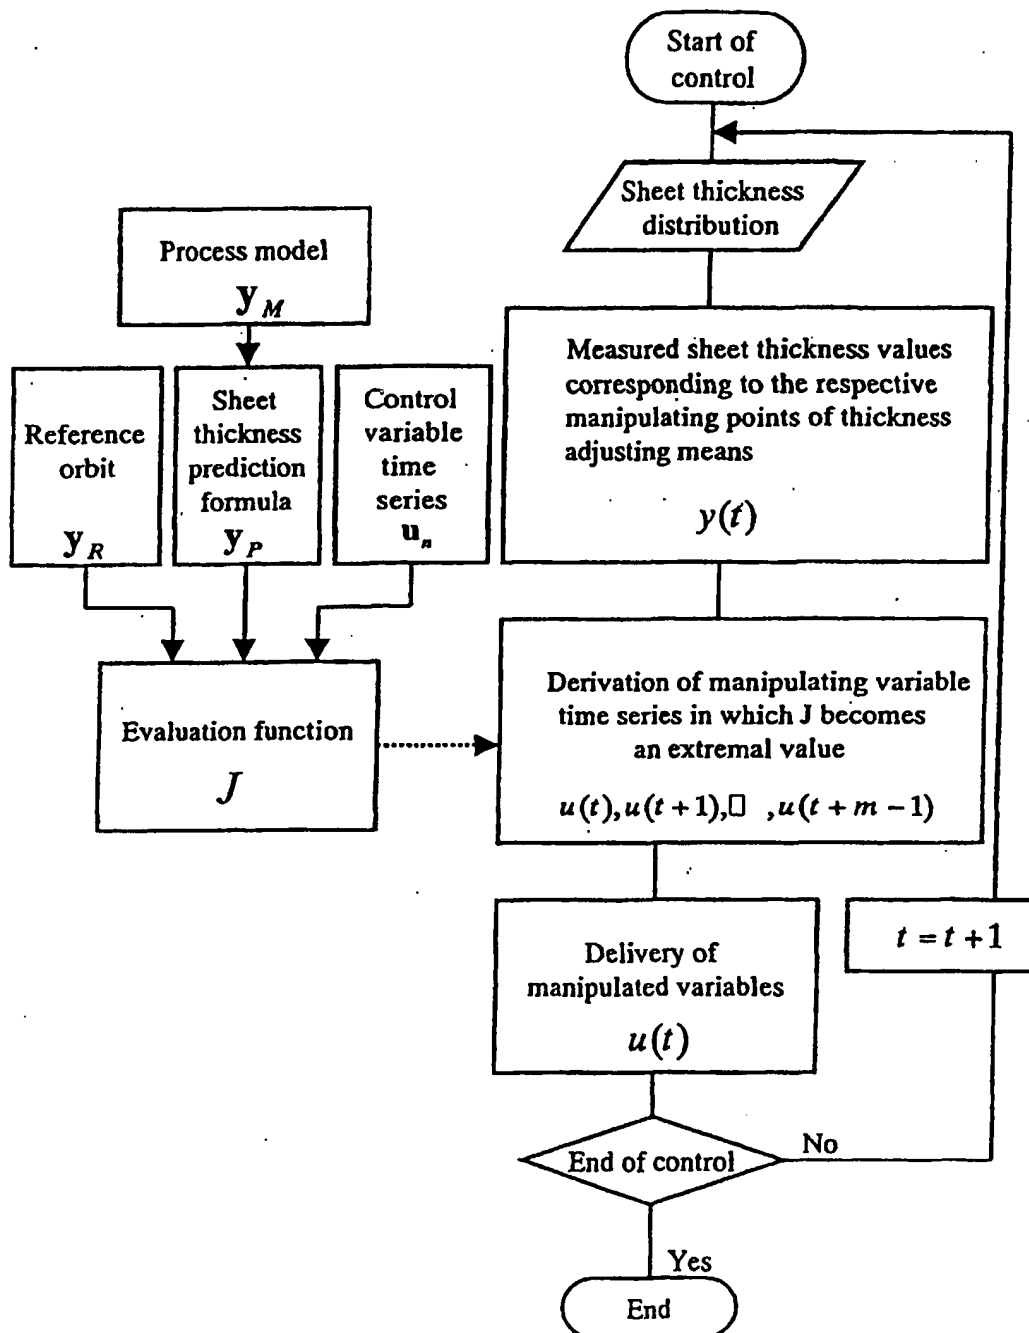 Start of
control
Sheet thickness
distribution
Process model
y_M
Measured sheet thickness values
corresponding to the respective
manipulating points of thickness
adjusting means
y(t)
Reference
orbit
y_R
Sheet
thickness
prediction
formula
y_P
Control
variable
time
series
u_n
Evaluation function
J
Derivation of manipulating variable
time series in which J becomes
an extremal value
u(t),u(t+1),□ ,u(t+m−1)
Delivery of
manipulated variables
u(t)
t=t+1
End of control
No
Yes
End